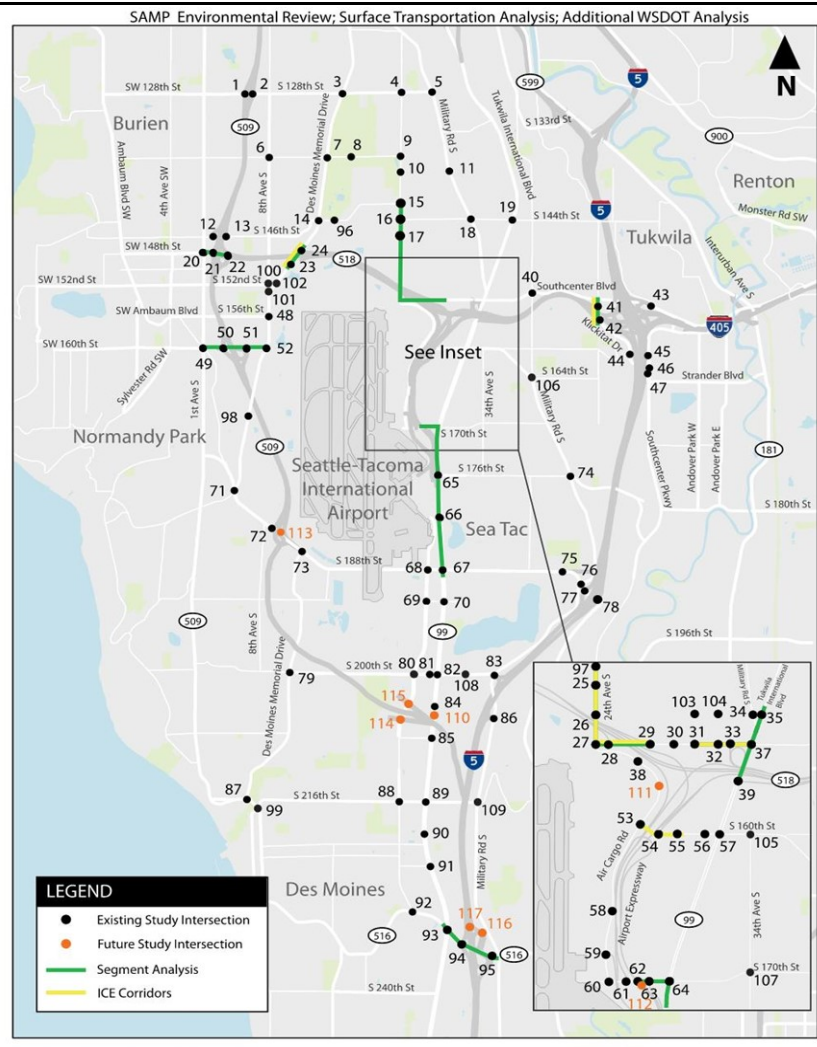 SAMP Environmental Review; Surface Transportation Analysis; Additional WSDOT Analysis
N
SW 128th St
1
2
S 128th St
3
4
5
599
5
Burien
509
Ambaum Blvd SW
4th Ave SW
8th Ave S
Des Moines Memorial Drive
Military Rd S
Tukwila International Blvd
S 133rd St
900
6
7
8
9
10
11
Renton
Monster Rd SW
15
16
17
14
96
18
19
S 144th St
5
Tukwila
Interurban Ave S
12
13
S 146th St
SW 148th St
20
21
22
24
23
518
SW 152nd St
100
S 152nd St
102
101
SW Ambaum Blvd
S 156th St
48
40
Southcenter Blvd
41
42
43
Klickitat Dr
405
SW 160th St
49
50
51
52
See Inset
44
45
46
47
Strander Blvd
Sylvester Rd SW
1st Ave S
34th Ave S
S 164th St
106
Military Rd S
98
Normandy Park
509
S 170th St
Southcenter Pkwy
Andover Park W
Andover Park E
181
Seattle-Tacoma
International
Airport
S 176th St
65
74
71
66
Sea Tac
S 180th St
72
113
73
S 188th St
68
67
75
76
77
78
69
70
509
8th Ave S
99
S 196th St
Des Moines Memorial Drive
79
S 200th St
80
81
82
108
83
115
114
84
110
85
86
5
87
99
S 216th St
88
89
109
90
91
Military Rd S
Des Moines
92
516
93
94
95
117
116
516
S 240th St
97
25
24th Ave S
26
27
28
29
30
31
32
33
103
104
34
35
Military Rd S
Tukwila International Blvd
37
38
39
518
111
53
54
55
56
57
S 160th St
105
Air Cargo Rd
Airport Expressway
58
59
99
34th Ave S
60
61
62
63
64
112
S 170th St
107
LEGEND
Existing Study Intersection
Future Study Intersection
Segment Analysis
ICE Corridors